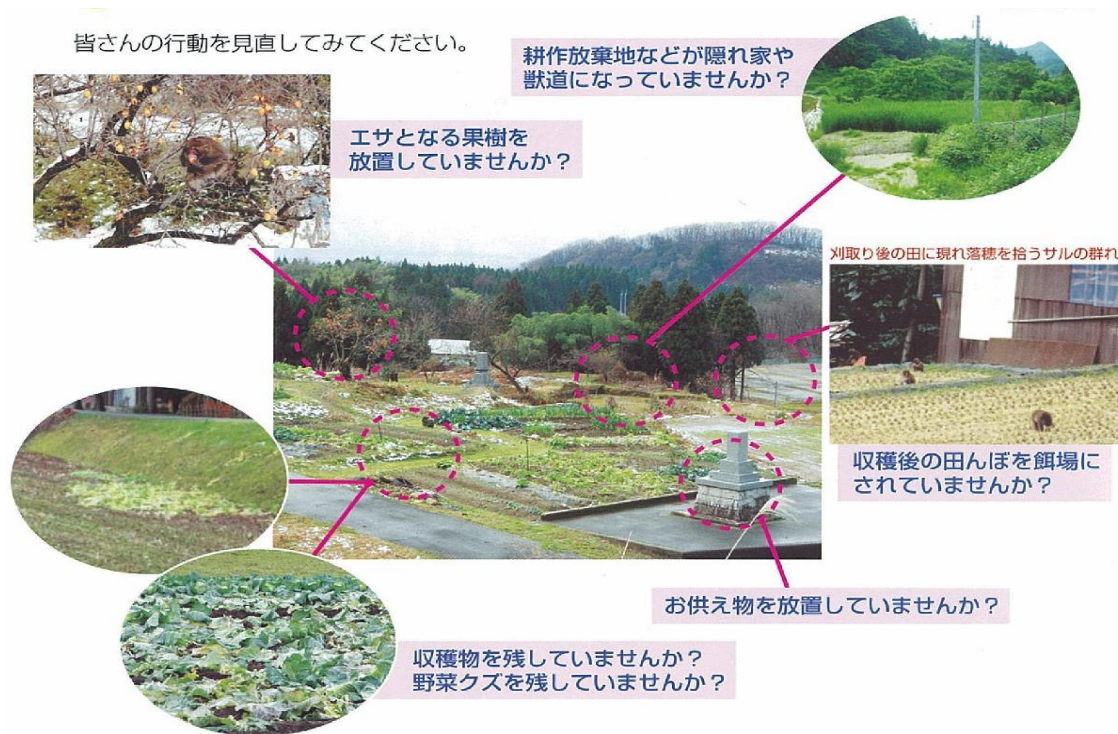 皆さんの行動を見直してみてください。
耕作放棄地などが隠れ家や
獣道になっていませんか？
エサとなる果樹を
放置していませんか？
刈取り後の田に現れ落穂を拾うサルの群れ
収穫後の田んぼを餌場に
されていませんか？
お供え物を放置していませんか？
収穫物を残していませんか？
野菜クズを残していませんか？